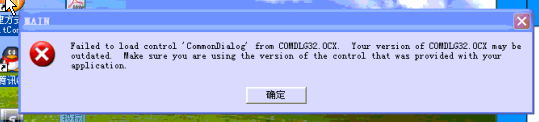 MAIN
Failed to load control 'CommonDialog' from COMDLG32.OCX. Your version of COMDLG32.OCX may be
outdated. Make sure you are using the version of the control that was provided with your
application.
确定